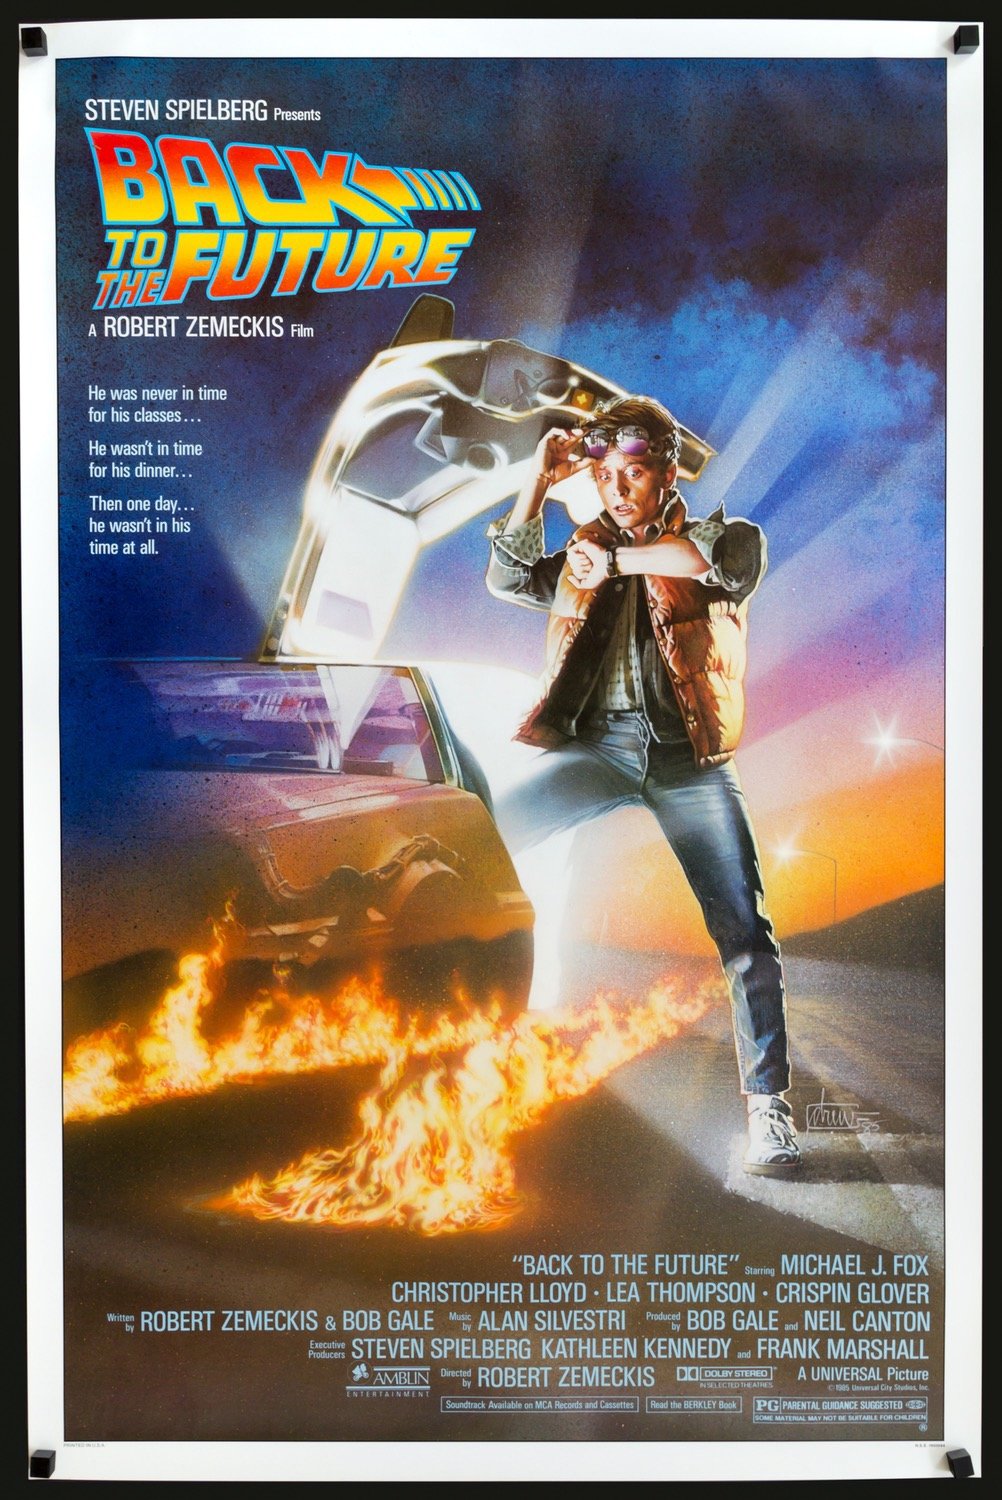 STEVEN SPIELBERG Presents
BACK
TO
THE FUTURE
A ROBERT ZEMECKIS Film
He was never in time
for his classes...
He wasn't in time
for his dinner...
Then one day...
he wasn't in his
time at all.
drew 85
"BACK TO THE FUTURE" Starring MICHAEL J. FOX
CHRISTOPHER LLOYD · LEA THOMPSON · CRISPIN GLOVER
Written by ROBERT ZEMECKIS & BOB GALE Music by ALAN SILVESTRI Produced by BOB GALE and NEIL CANTON
Executive Producers STEVEN SPIELBERG KATHLEEN KENNEDY and FRANK MARSHALL
AMBLIN ENTERTAINMENT Directed by ROBERT ZEMECKIS DOLBY STEREO IN SELECTED THEATRES A UNIVERSAL Picture
© 1985 Universal City Studios, Inc.
Soundtrack Available on MCA Records and Cassettes Read the BERKLEY Book PG PARENTAL GUIDANCE SUGGESTED
SOME MATERIAL MAY NOT BE SUITABLE FOR CHILDREN
®
PRINTED IN U.S.A.